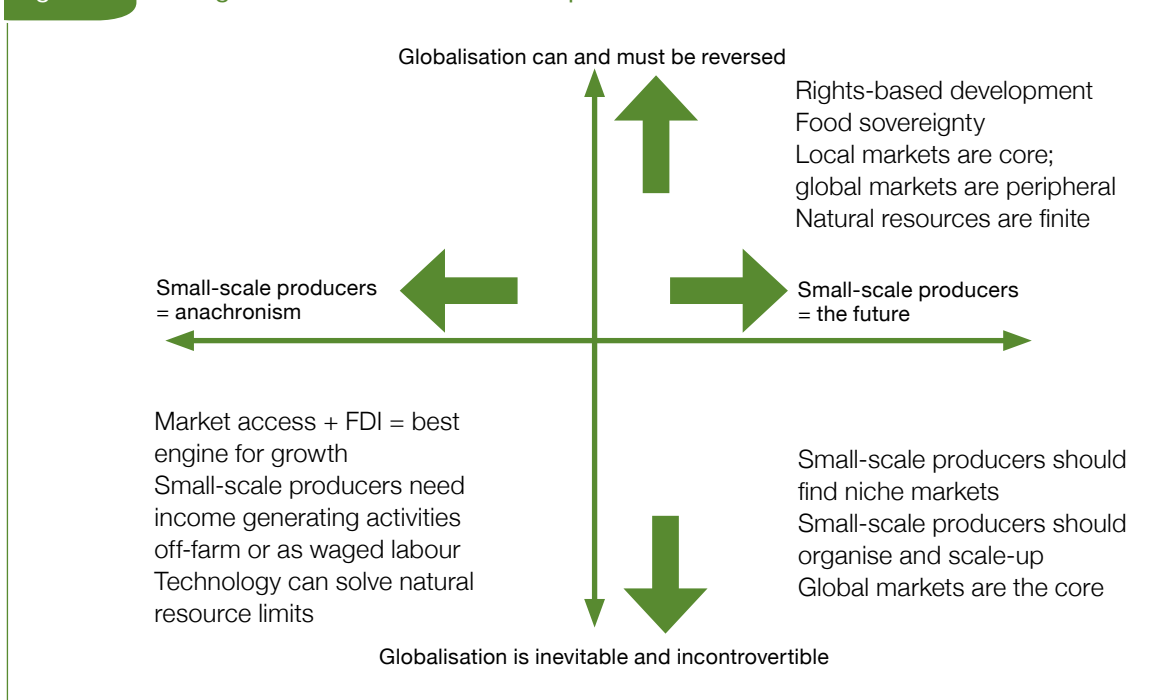 Globalisation can and must be reversed
Rights-based development
Food sovereignty
Local markets are core;
global markets are peripheral
Natural resources are finite
Small-scale producers
= anachronism
Small-scale producers
= the future
Market access + FDI = best
engine for growth
Small-scale producers need
income generating activities
off-farm or as waged labour
Technology can solve natural
resource limits
Small-scale producers should
find niche markets
Small-scale producers should
organise and scale-up
Global markets are the core
Globalisation is inevitable and incontrovertible